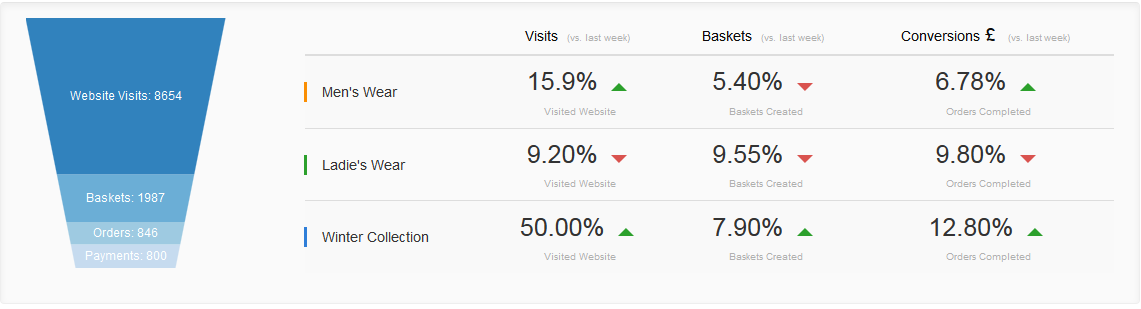 Visits (vs. last week) Baskets (vs. last week) Conversions £ (vs. last week)
Website Visits: 8654
Baskets: 1987
Orders: 846
Payments: 800
Men's Wear 15.9% 5.40% 6.78%
Visited Website Baskets Created Orders Completed
Ladie's Wear 9.20% 9.55% 9.80%
Visited Website Baskets Created Orders Completed
Winter Collection 50.00% 7.90% 12.80%
Visited Website Baskets Created Orders Completed